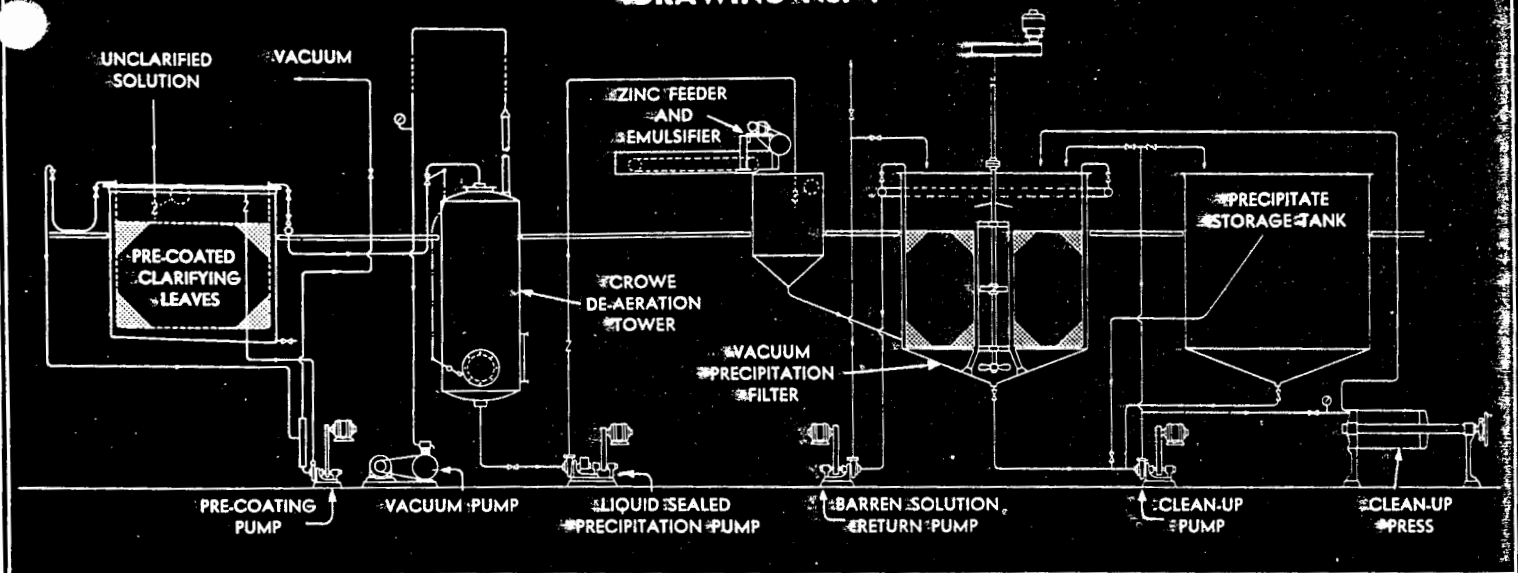 DRAWING No.
UNCLARIFIED
SOLUTION
VACUUM
ZINC FEEDER
AND
EMULSIFIER
PRE-COATED
CLARIFYING
LEAVES
CROWE
DE-AERATION
TOWER
VACUUM
PRECIPITATION
FILTER
PRECIPITATE
STORAGE TANK
PRE-COATING
PUMP
VACUUM PUMP
LIQUID SEALED
PRECIPITATION PUMP
BARREN SOLUTION
RETURN PUMP
CLEAN-UP
PUMP
CLEAN-UP
PRESS